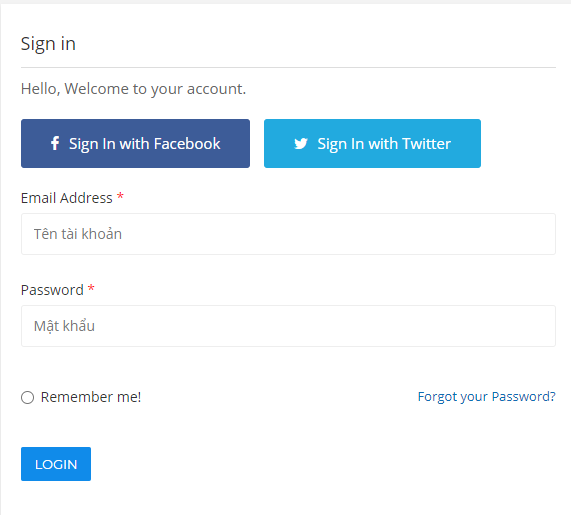 Sign in
Hello, Welcome to your account.
Sign In with Facebook
Sign In with Twitter
Email Address *
Tên tài khoản
Password *
Mật khẩu
Remember me!
Forgot your Password?
LOGIN